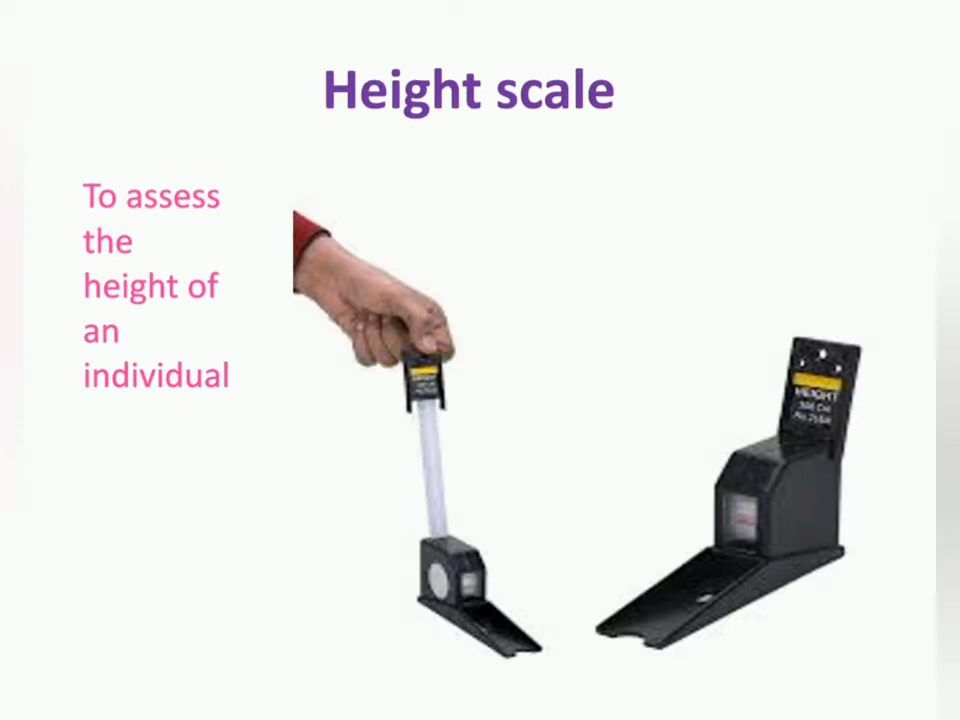 Height scale
To assess
the
height of
an
individual
HEIGHT